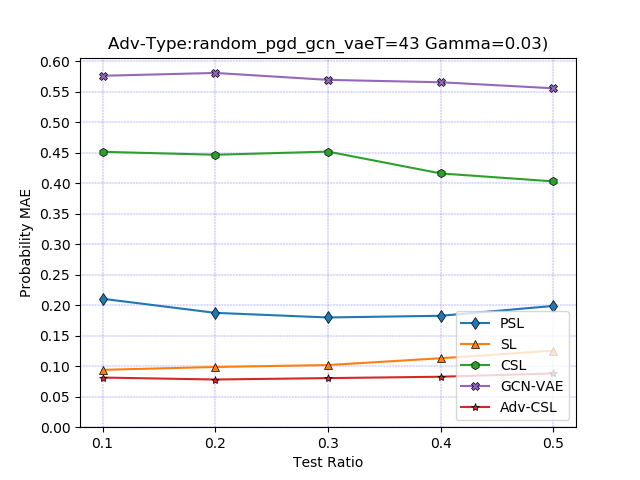 Adv-Type:random_pgd_gcn_vaeT=43 Gamma=0.03)
Probability MAE
0.60
0.55
0.50
0.45
0.40
0.35
0.30
0.25
0.20
0.15
0.10
0.05
0.00
PSL
SL
CSL
GCN-VAE
Adv-CSL
0.1 0.2 0.3 0.4 0.5
Test Ratio